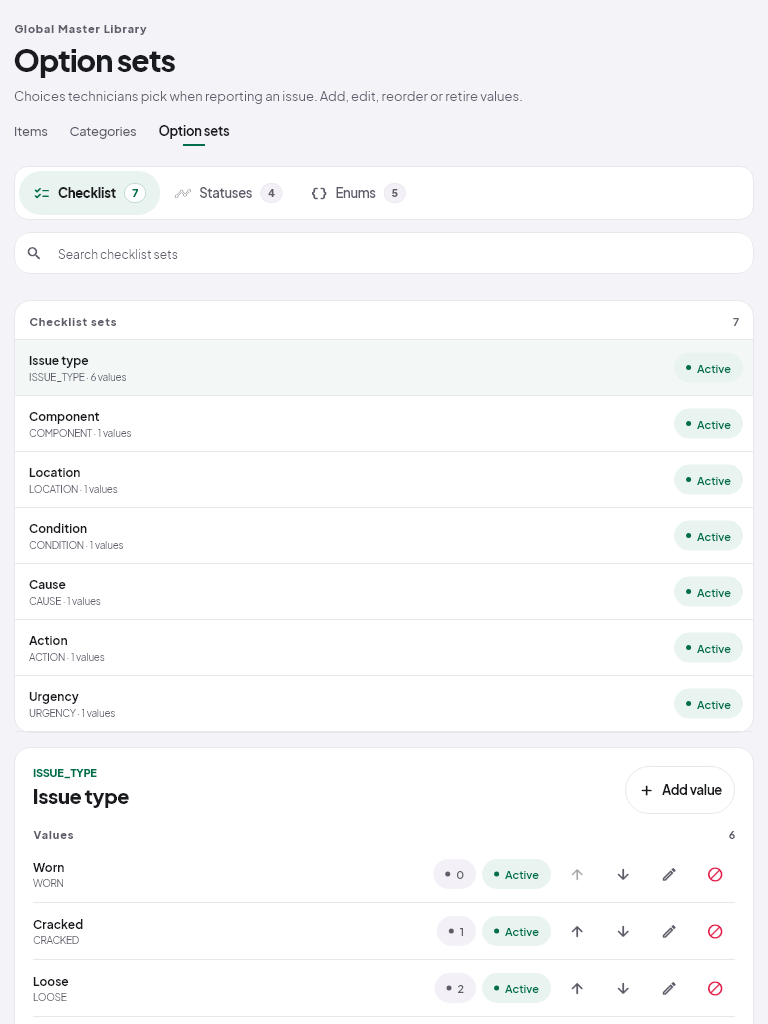 Global Master Library
Option sets
Choices technicians pick when reporting an issue. Add, edit, reorder or retire values.
Items Categories Option sets
Checklist 7 Statuses 4 Enums 5
Search checklist sets
Checklist sets 7
Issue type
ISSUE_TYPE · 6 values
Active
Component
COMPONENT · 1 values
Active
Location
LOCATION · 1 values
Active
Condition
CONDITION · 1 values
Active
Cause
CAUSE · 1 values
Active
Action
ACTION · 1 values
Active
Urgency
URGENCY · 1 values
Active
ISSUE_TYPE
Issue type
Add value
Values 6
Worn
WORN
0 Active
Cracked
CRACKED
1 Active
Loose
LOOSE
2 Active